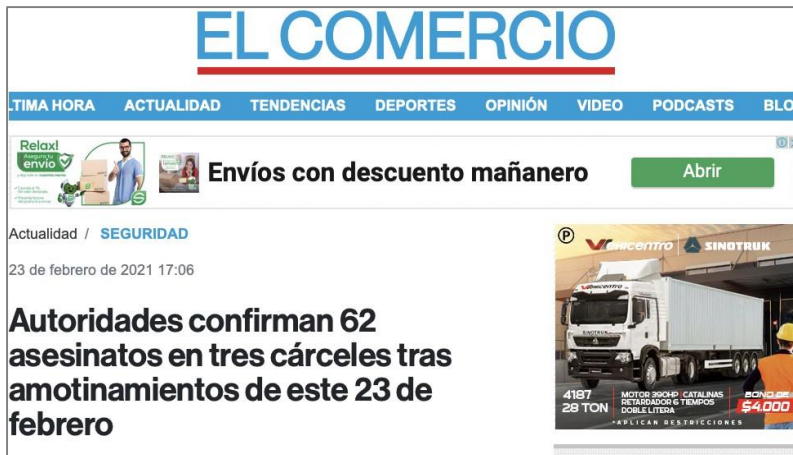 EL COMERCIO
LTIMA HORA ACTUALIDAD TENDENCIAS DEPORTES OPINIÓN VIDEO PODCASTS BLO
Relax!
Asegura tu
envío
Envíos con descuento mañanero
Abrir
Actualidad / SEGURIDAD
23 de febrero de 2021 17:06
Autoridades confirman 62
asesinatos en tres cárceles tras
amotinamientos de este 23 de
febrero
P
SINOTRUK
4187
28 TON
MOTOR 390HP CATALINAS
RETARDADOR 6 TIEMPOS
DOBLE LITERA
BONO DE
$4.000
*APLICAN RESTRICCIONES